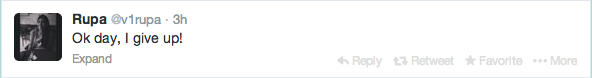 Rupa @v1rupa · 3h
Ok day, I give up!
Expand Reply Retweet Favorite More